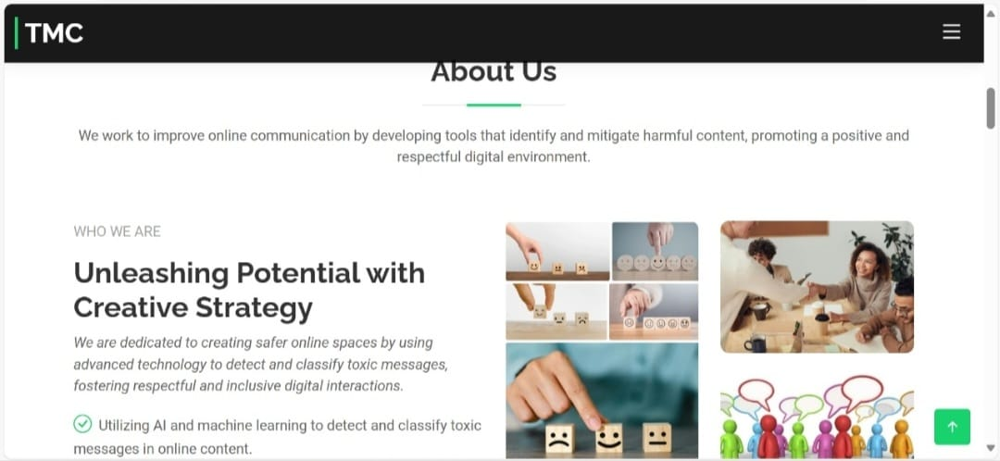 TMC
About Us
We work to improve online communication by developing tools that identify and mitigate harmful content, promoting a positive and
respectful digital environment.
WHO WE ARE
Unleashing Potential with
Creative Strategy
We are dedicated to creating safer online spaces by using
advanced technology to detect and classify toxic messages,
fostering respectful and inclusive digital interactions.
Utilizing AI and machine learning to detect and classify toxic
messages in online content.